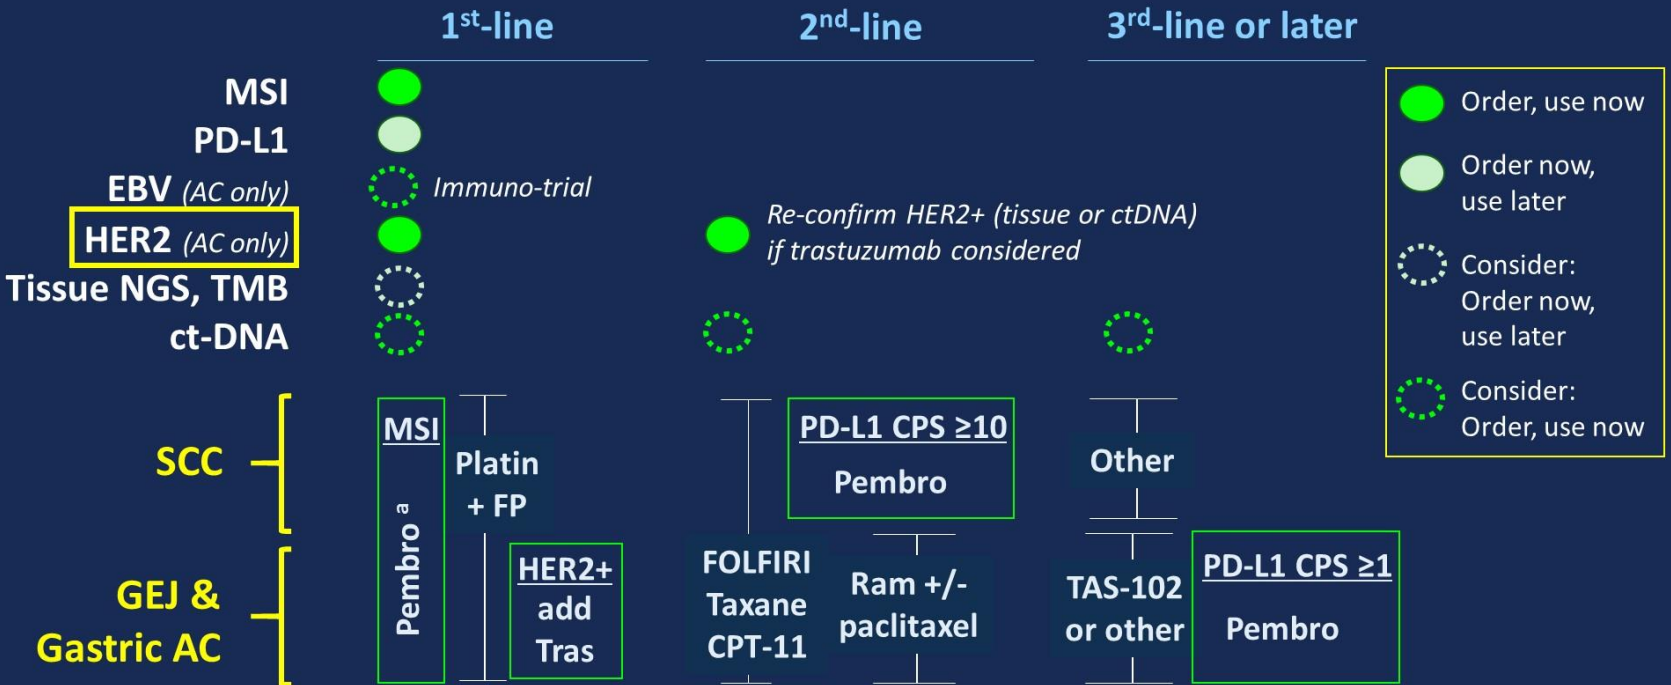 1st-line
2nd-line
3rd-line or later
MSI
PD-L1
EBV (AC only)
Immuno-trial
HER2 (AC only)
Re-confirm HER2+ (tissue or ctDNA)
if trastuzumab considered
Tissue NGS, TMB
ct-DNA
Order, use now
Order now,
use later
Consider:
Order now,
use later
Consider:
Order, use now
SCC
GEJ &
Gastric AC
MSI
Pembro a
Platin
+ FP
HER2+
add
Tras
FOLFIRI
Taxane
CPT-11
PD-L1 CPS ≥10
Pembro
Ram +/-
paclitaxel
Other
TAS-102
or other
PD-L1 CPS ≥1
Pembro